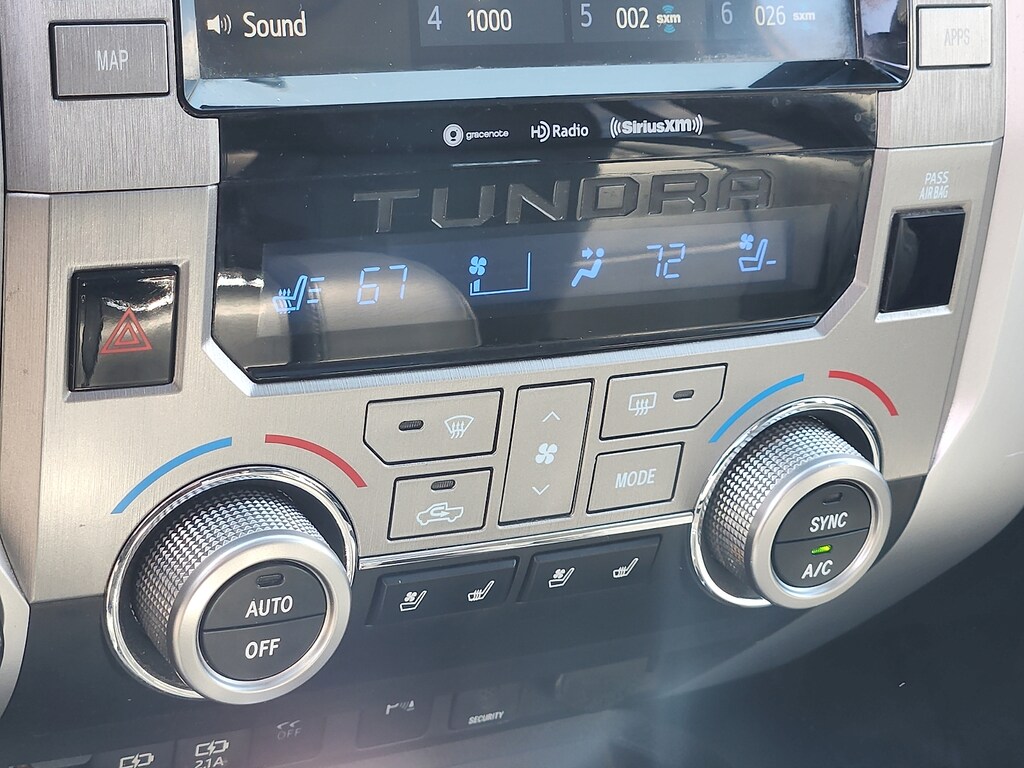 Sound
4 1000
5 002 sxm
6 026 sxm
MAP
APPS
gracenote
HD Radio
((SiriusXM))
TUNDRA
PASS
AIR BAG
67
72
MODE
SYNC
A/C
AUTO
OFF
<< OFF
SECURITY
2.1A